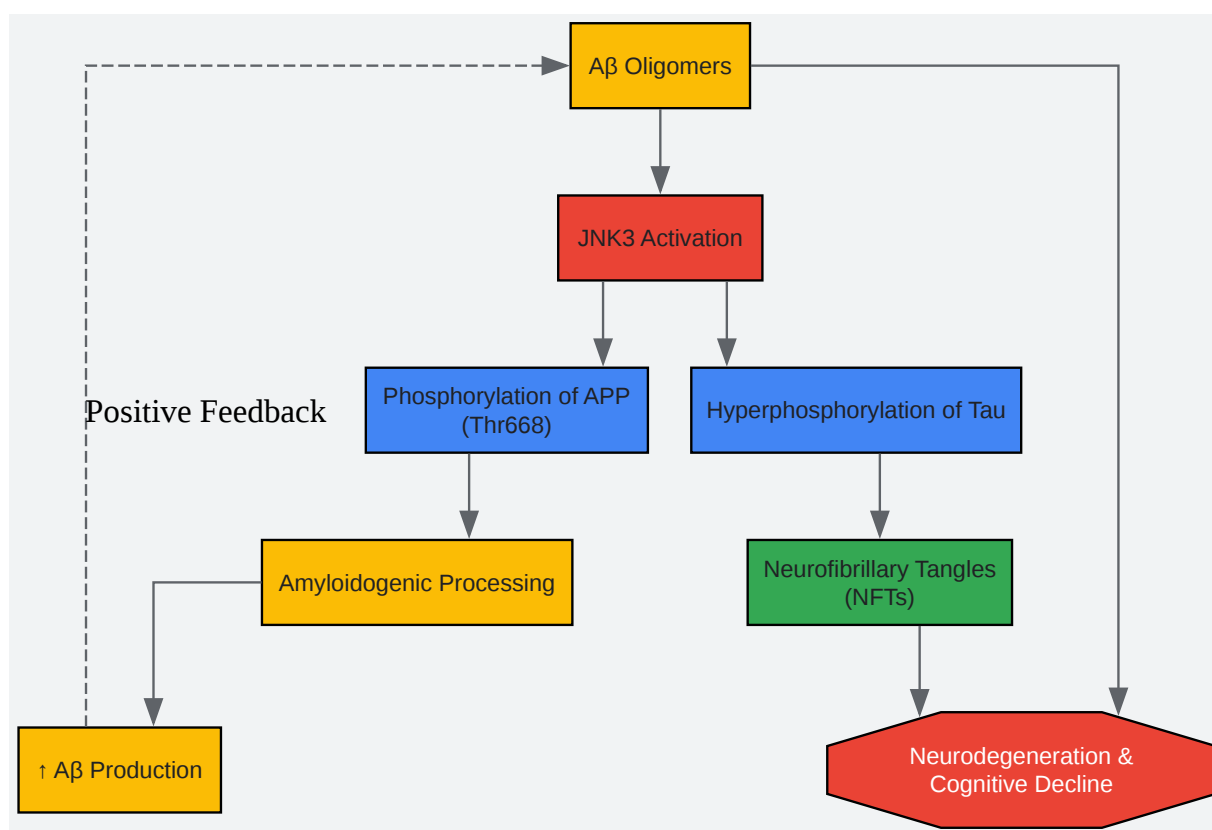 Aβ Oligomers
JNK3 Activation
Positive Feedback
Phosphorylation of APP
(Thr668)
Hyperphosphorylation of Tau
Amyloidogenic Processing
Neurofibrillary Tangles
(NFTs)
↑ Aβ Production
Neurodegeneration &
Cognitive Decline